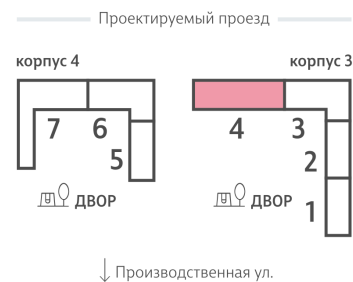 Проектируемый проезд
корпус 4
корпус 3
7 6
4 3
5
2
ДВОР
ДВОР
1
Производственная ул.